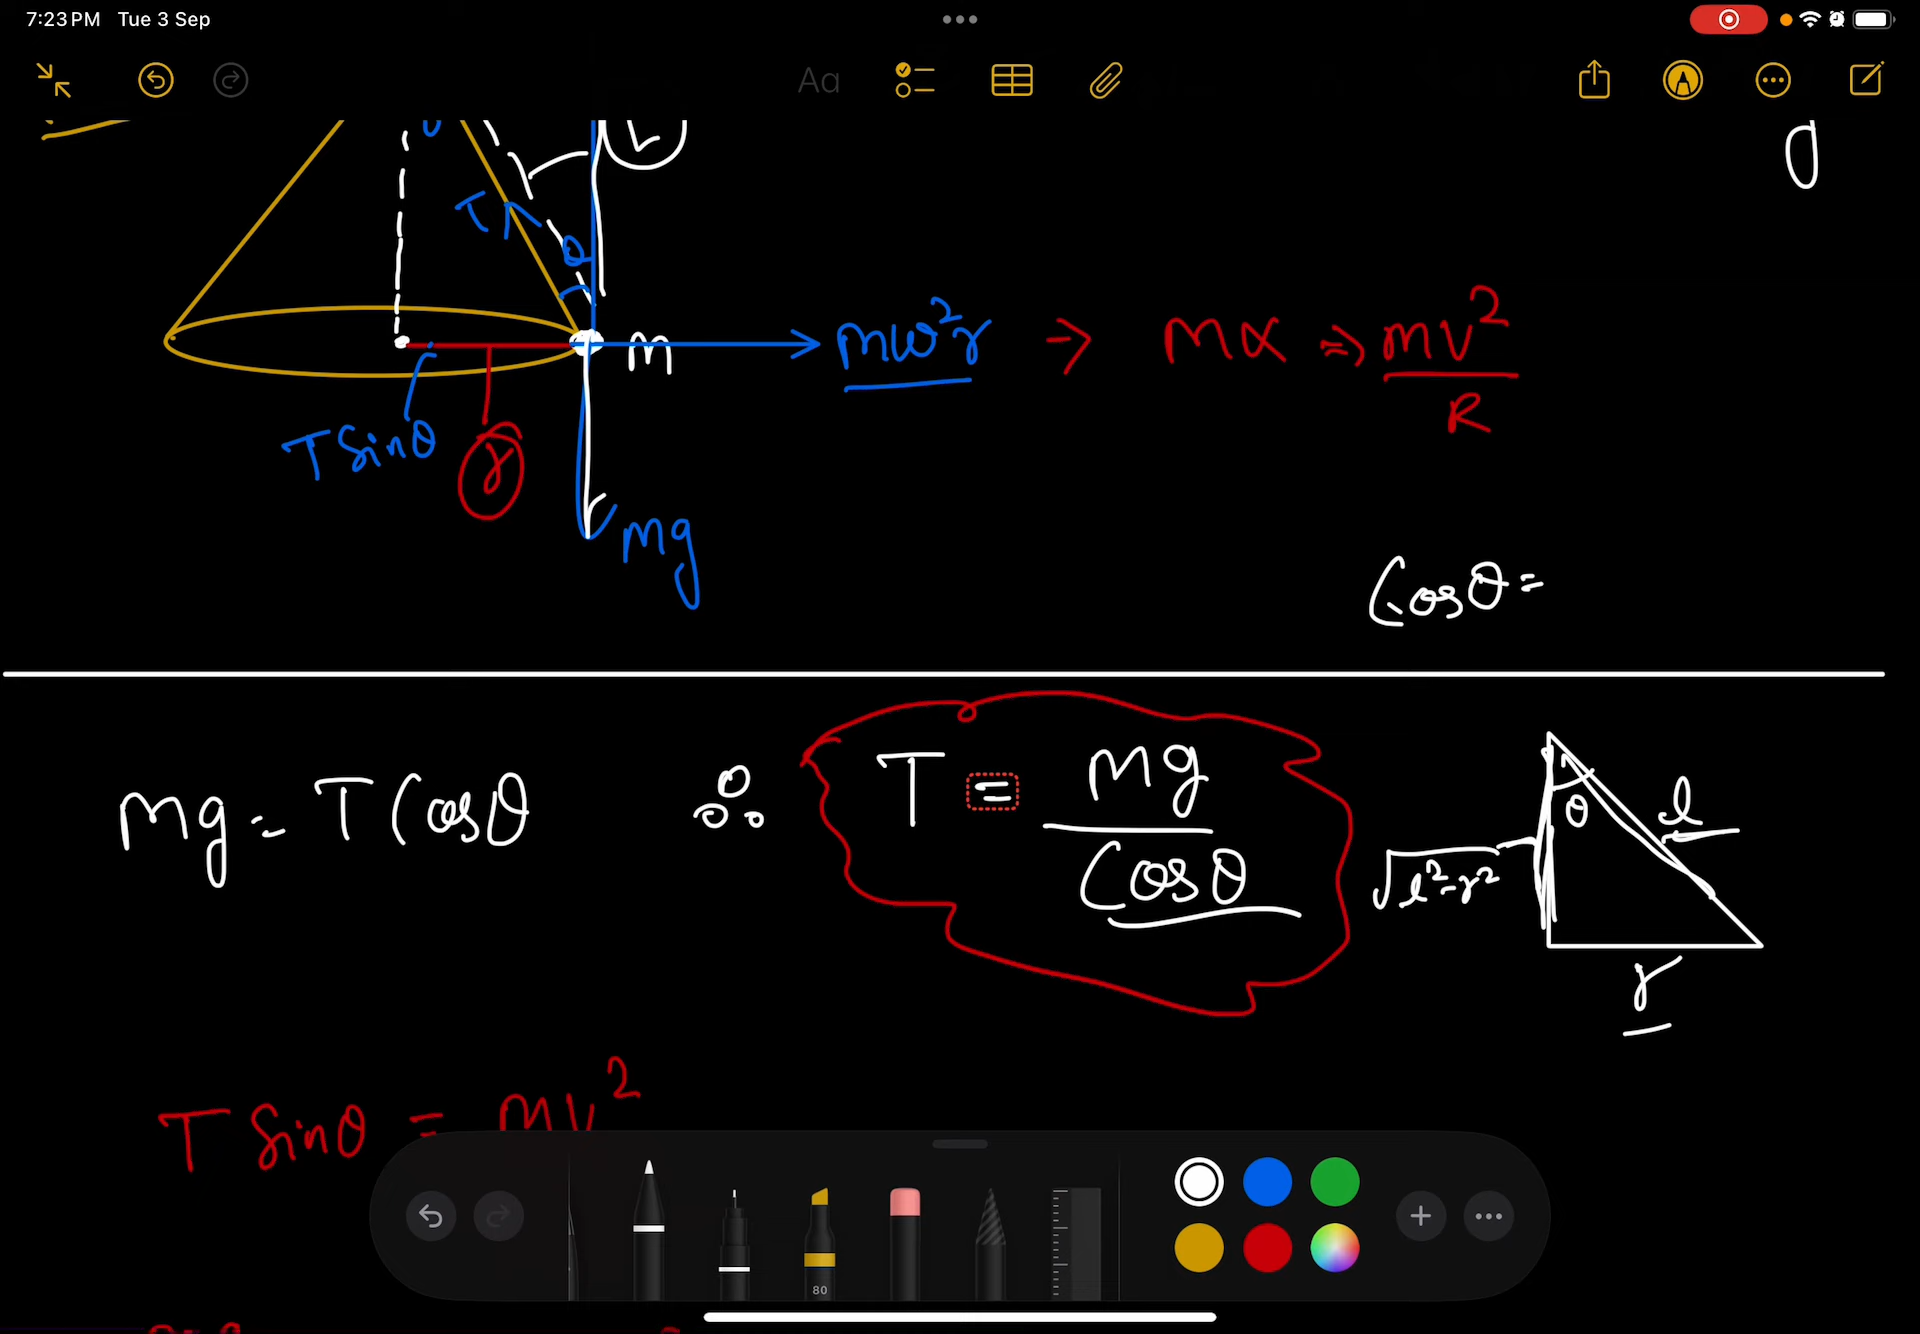 7:23 PM Tue 3 Sep
Aa
L
T
θ
m
mω²r → mα ⇒ mv²
R
T Sinθ
r
mg
Cosθ =
mg = T Cosθ ∴ T = mg
Cosθ
θ
l
√l²-r²
r
T Sinθ = mv²
80